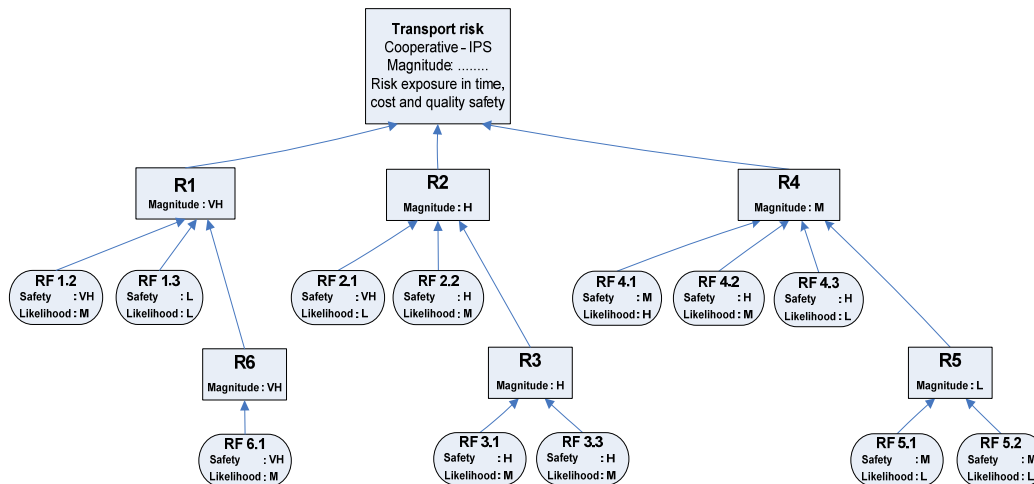 Transport risk
Cooperative - IPS
Magnitude: ........
Risk exposure in time,
cost and quality safety
R1
Magnitude : VH
R2
Magnitude : H
R4
Magnitude : M
RF 1.2
Safety : VH
Likelihood : M
RF 1.3
Safety : L
Likelihood : L
RF 2.1
Safety : VH
Likelihood : L
RF 2.2
Safety : H
Likelihood : M
RF 4.1
Safety : M
Likelihood : H
RF 4.2
Safety : H
Likelihood : M
RF 4.3
Safety : H
Likelihood : L
R6
Magnitude : VH
R3
Magnitude : H
R5
Magnitude : L
RF 6.1
Safety : VH
Likelihood : M
RF 3.1
Safety : H
Likelihood : M
RF 3.3
Safety : H
Likelihood : M
RF 5.1
Safety : M
Likelihood : L
RF 5.2
Safety : M
Likelihood : L